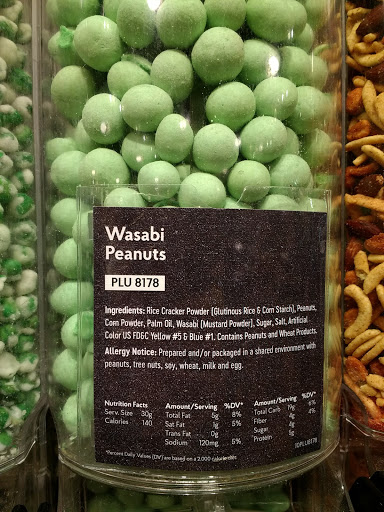 Wasabi
Peanuts
PLU 8178
Ingredients: Rice Cracker Powder (Glutinous Rice & Corn Starch), Peanuts,
Corn Powder, Palm Oil, Wasabi (Mustard Powder), Sugar, Salt, Artificial
Color US FD&C Yellow #5 & Blue #1. Contains Peanuts and Wheat Products.
Allergy Notice: Prepared and/or packaged in a shared environment with
peanuts, tree nuts, soy, wheat, milk and egg.
Nutrition Facts Amount/Serving %DV* Amount/Serving %DV*
Serv. Size 30g Total Fat 5g 8% Total Carb 19g 6%
Calories 140 Sat Fat 1g 5% Fiber 4g 4%
Trans Fat 0g Sugar 4g
Sodium 120mg 5% Protein 5g
*Percent Daily Values (DV) are based on a 2,000 calorie diet